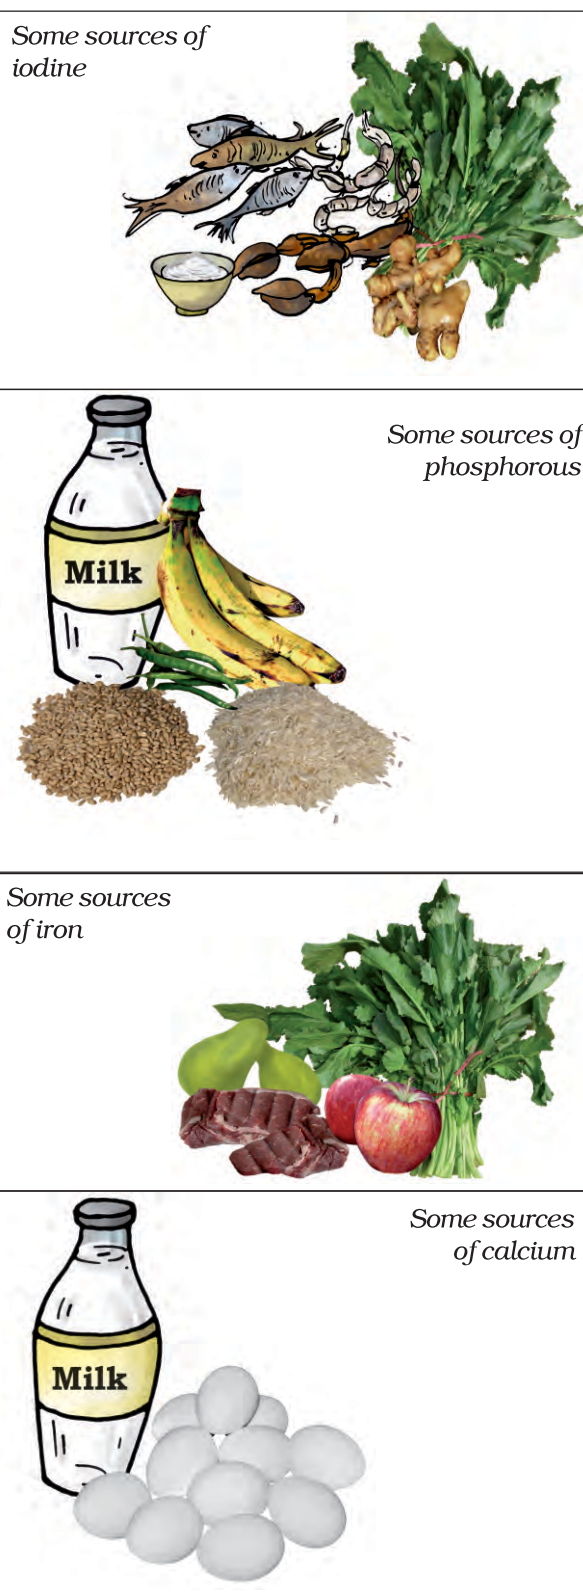 Some sources of
iodine
Some sources of
phosphorous
Milk
Some sources
of iron
Some sources
of calcium
Milk